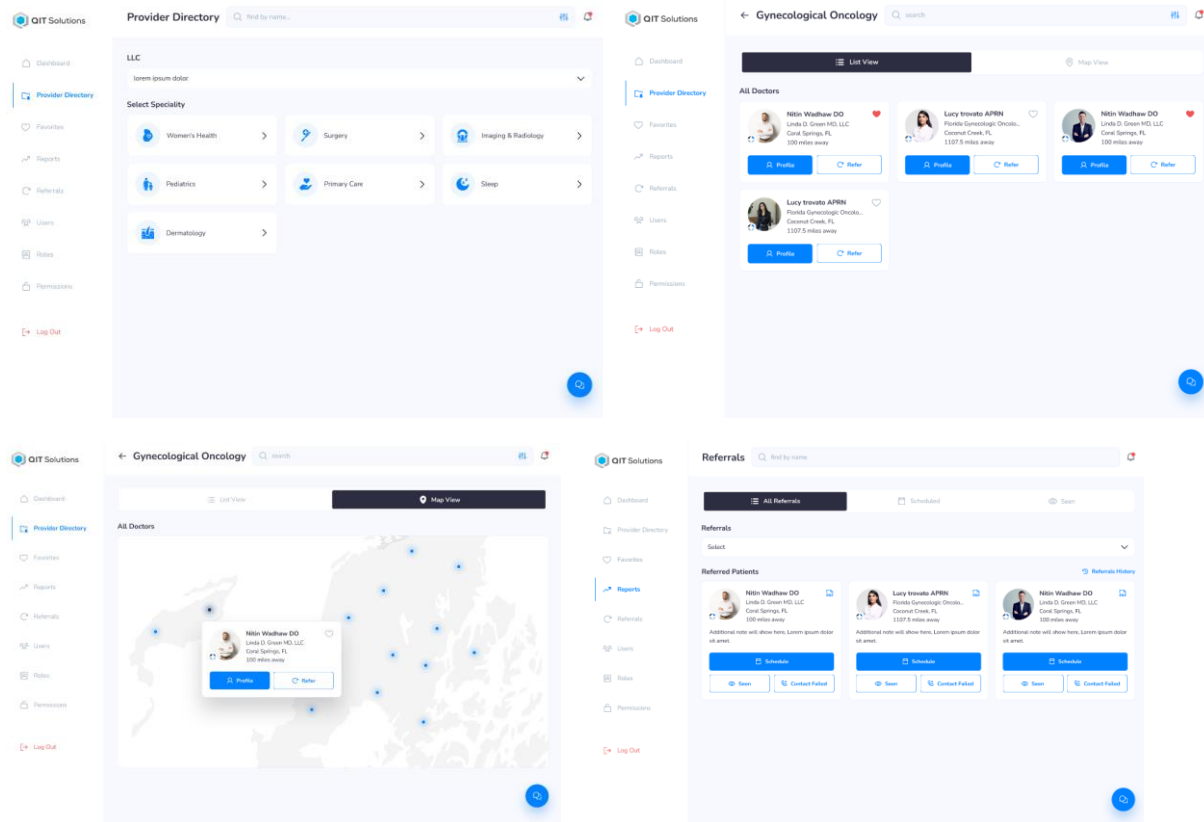 QIT Solutions
Provider Directory
find by name...
Dashboard
Provider Directory
Favorites
Reports
Referrals
Users
Roles
Permissions
Log Out
LLC
lorem ipsum dolor
Select Speciality
Women's Health
Surgery
Imaging & Radiology
Pediatrics
Primary Care
Sleep
Dermatology
QIT Solutions
Gynecological Oncology
search
Dashboard
Provider Directory
Favorites
Reports
Referrals
Users
Roles
Permissions
Log Out
List View
Map View
All Doctors
Nitin Wadhaw DO
Linda D. Green MD, LLC
Coral Springs, FL
100 miles away
Profile
Refer
Lucy trovato APRN
Florida Gynecologic Oncolo...
Coconut Creek, FL
1107.5 miles away
Profile
Refer
Nitin Wadhaw DO
Linda D. Green MD, LLC
Coral Springs, FL
100 miles away
Profile
Refer
Lucy trovato APRN
Florida Gynecologic Oncolo...
Coconut Creek, FL
1107.5 miles away
Profile
Refer
QIT Solutions
Gynecological Oncology
search
Dashboard
Provider Directory
Favorites
Reports
Referrals
Users
Roles
Permissions
Log Out
List View
Map View
All Doctors
Nitin Wadhaw DO
Linda D. Green MD, LLC
Coral Springs, FL
100 miles away
Profile
Refer
QIT Solutions
Referrals
find by name
Dashboard
Provider Directory
Favorites
Reports
Referrals
Users
Roles
Permissions
Log Out
All Referrals
Scheduled
Seen
Referrals
Select
Referred Patients
Referrals History
Nitin Wadhaw DO
Linda D. Green MD, LLC
Coral Springs, FL
100 miles away
Additional note will show here, Lorem ipsum dolor
sit amet.
Schedule
Seen
Contact Failed
Lucy trovato APRN
Florida Gynecologic Oncolo...
Coconut Creek, FL
1107.5 miles away
Additional note will show here, Lorem ipsum dolor
sit amet.
Schedule
Seen
Contact Failed
Nitin Wadhaw DO
Linda D. Green MD, LLC
Coral Springs, FL
100 miles away
Additional note will show here, Lorem ipsum dolor
sit amet.
Schedule
Seen
Contact Failed